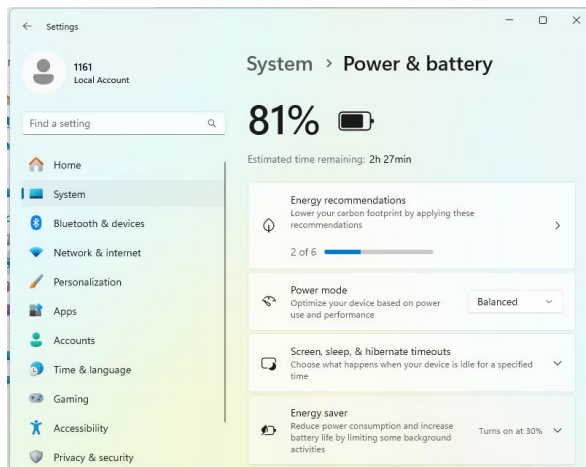 Settings
1161
Local Account
Find a setting
Home
System
Bluetooth & devices
Network & internet
Personalization
Apps
Accounts
Time & language
Gaming
Accessibility
Privacy & security
System > Power & battery
81%
Estimated time remaining: 2h 27min
Energy recommendations
Lower your carbon footprint by applying these
recommendations
2 of 6
Power mode
Optimize your device based on power
use and performance
Balanced
Screen, sleep, & hibernate timeouts
Choose what happens when your device is idle for a specified
time
Energy saver
Reduce power consumption and increase
battery life by limiting some background
activities
Turns on at 30%